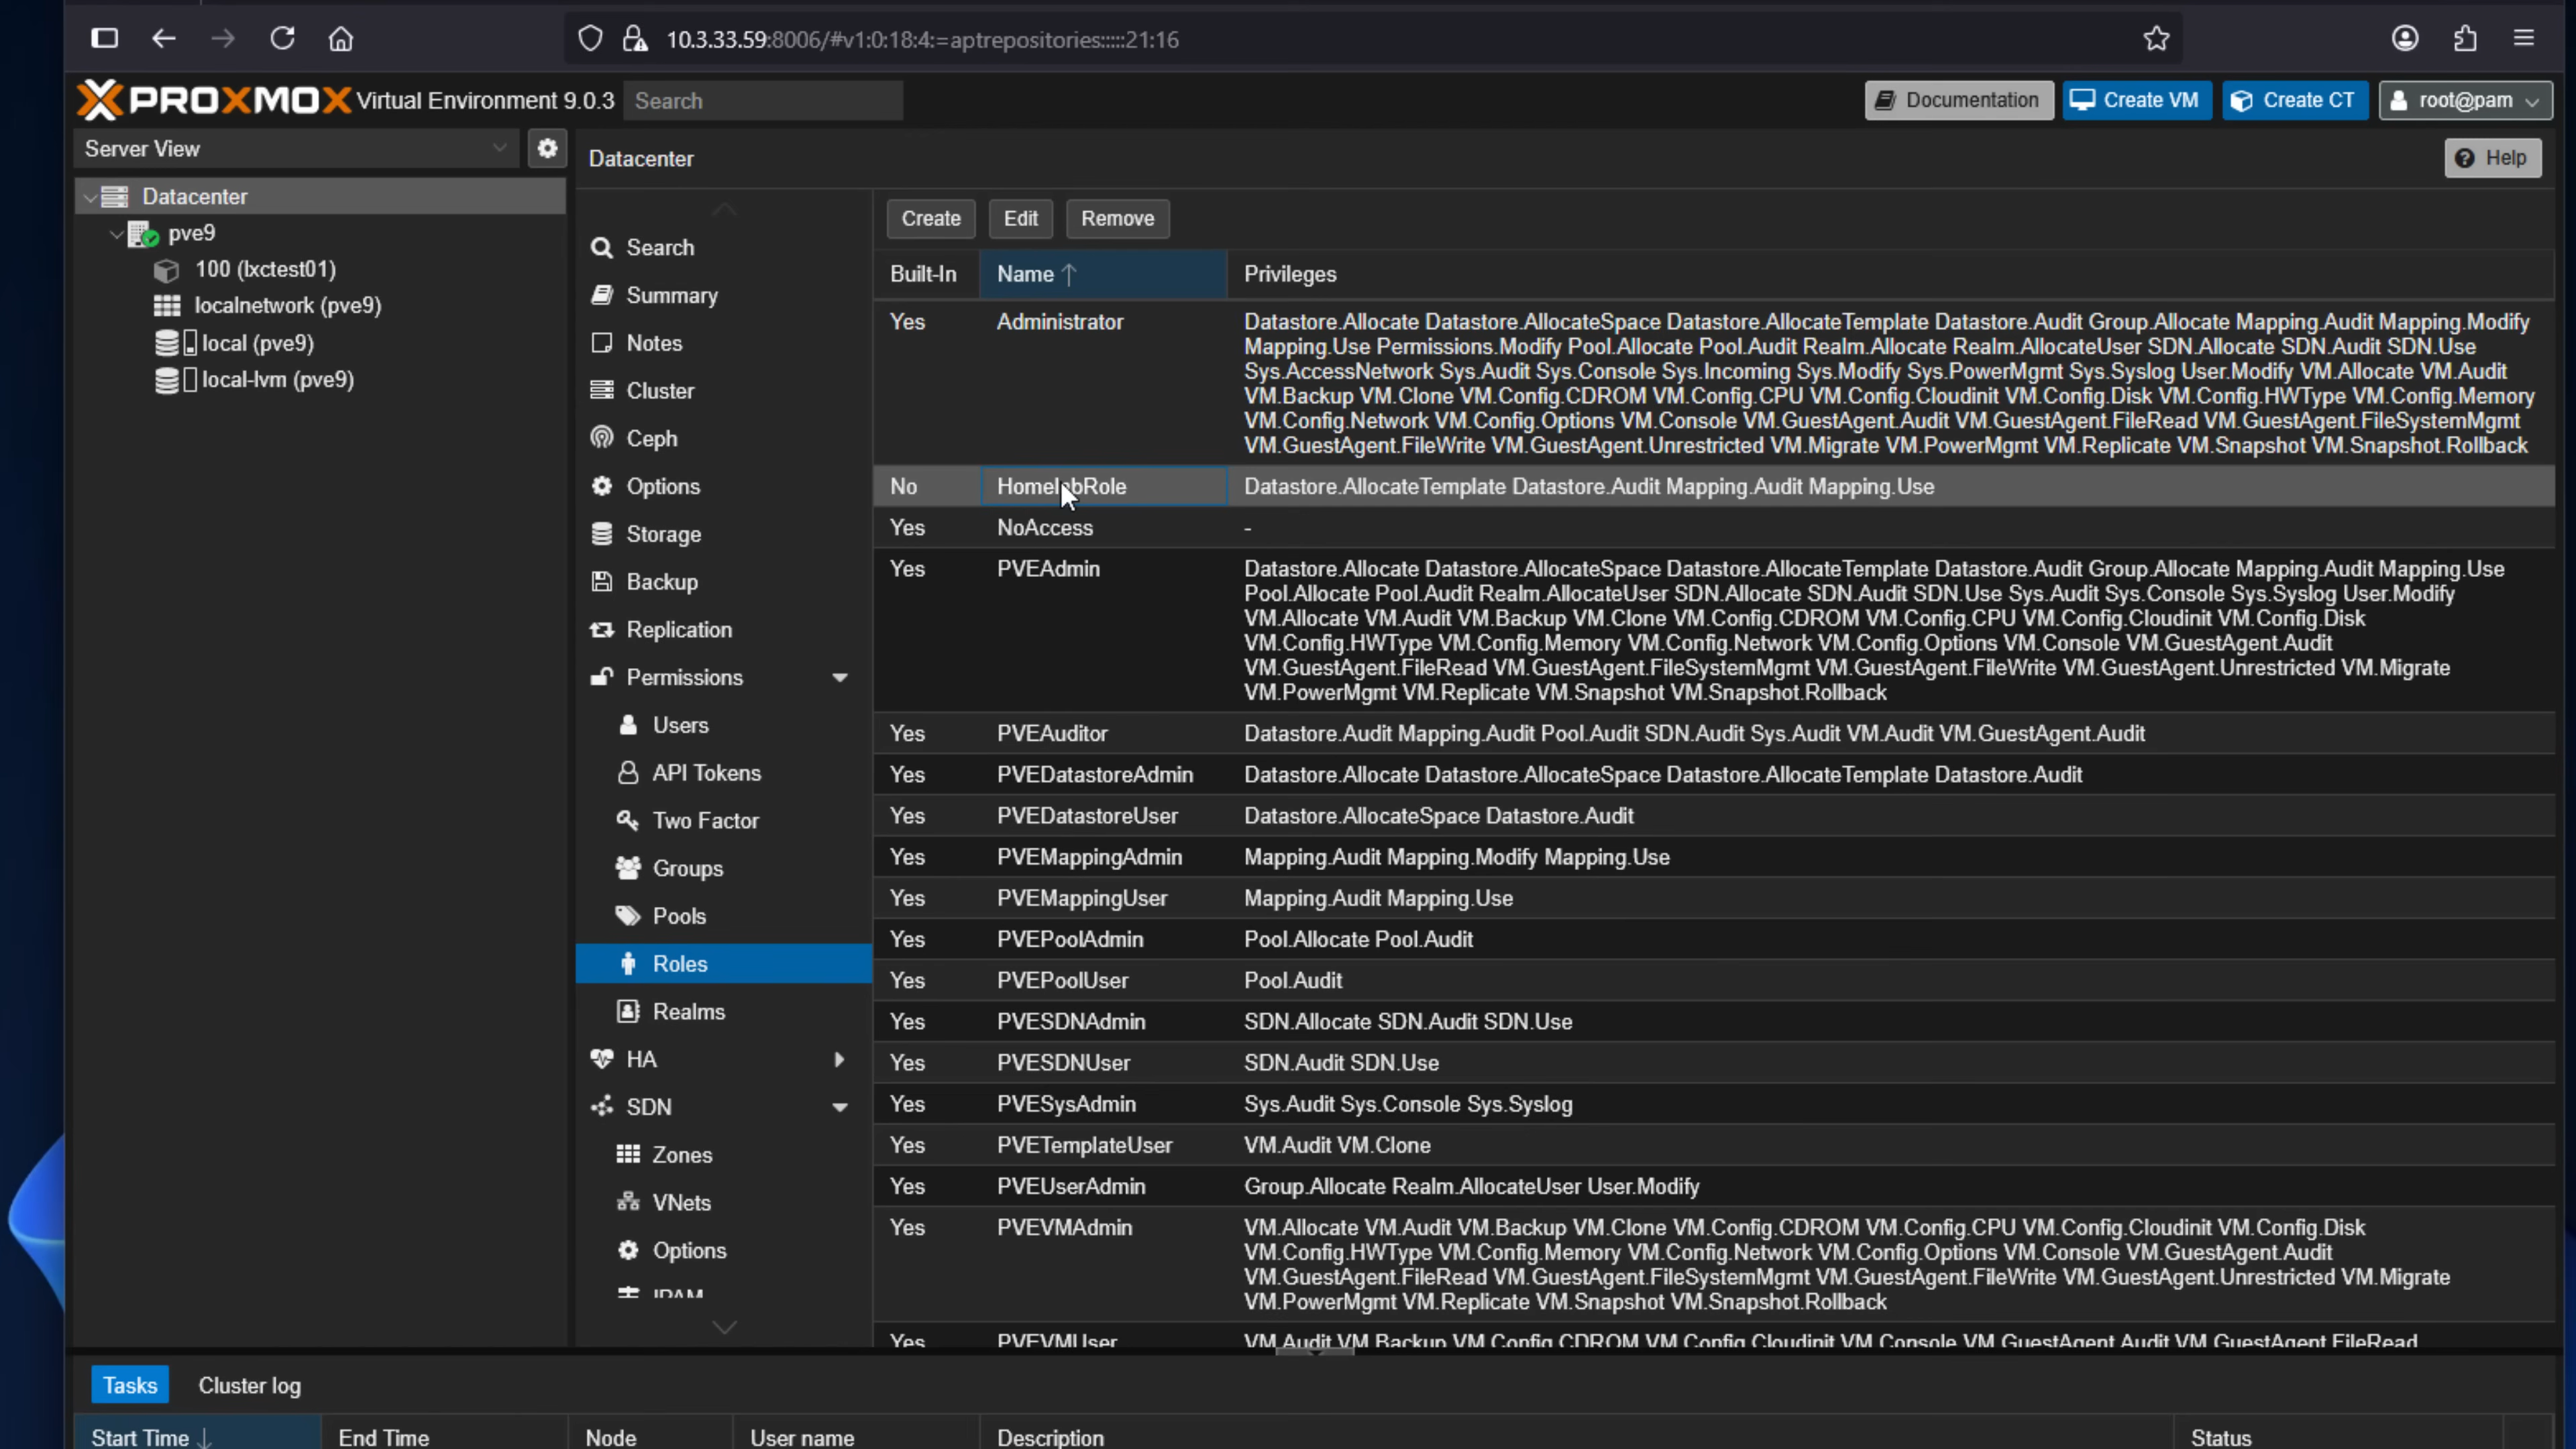 10.3.33.59:8006/#v1:0:18:4:=aptrepositories:::::21:16
PROXMOX Virtual Environment 9.0.3 Search Documentation Create VM Create CT root@pam
Server View
Datacenter
Help
Datacenter
pve9
100 (lxctest01)
localnetwork (pve9)
local (pve9)
local-lvm (pve9)
Search
Summary
Notes
Cluster
Ceph
Options
Storage
Backup
Replication
Permissions
Users
API Tokens
Two Factor
Groups
Pools
Roles
Realms
HA
SDN
Zones
VNets
Options
IPAM
Create Edit Remove
Built-In Name Privileges
Yes Administrator Datastore.Allocate Datastore.AllocateSpace Datastore.AllocateTemplate Datastore.Audit Group.Allocate Mapping.Audit Mapping.Modify
Mapping.Use Permissions.Modify Pool.Allocate Pool.Audit Realm.Allocate Realm.AllocateUser SDN.Allocate SDN.Audit SDN.Use
Sys.AccessNetwork Sys.Audit Sys.Console Sys.Incoming Sys.Modify Sys.PowerMgmt Sys.Syslog User.Modify VM.Allocate VM.Audit
VM.Backup VM.Clone VM.Config.CDROM VM.Config.CPU VM.Config.Cloudinit VM.Config.Disk VM.Config.HWType VM.Config.Memory
VM.Config.Network VM.Config.Options VM.Console VM.GuestAgent.Audit VM.GuestAgent.FileRead VM.GuestAgent.FileSystemMgmt
VM.GuestAgent.FileWrite VM.GuestAgent.Unrestricted VM.Migrate VM.PowerMgmt VM.Replicate VM.Snapshot VM.Snapshot.Rollback
No HomelabRole Datastore.AllocateTemplate Datastore.Audit Mapping.Audit Mapping.Use
Yes NoAccess -
Yes PVEAdmin Datastore.Allocate Datastore.AllocateSpace Datastore.AllocateTemplate Datastore.Audit Group.Allocate Mapping.Audit Mapping.Use
Pool.Allocate Pool.Audit Realm.AllocateUser SDN.Allocate SDN.Audit SDN.Use Sys.Audit Sys.Console Sys.Syslog User.Modify
VM.Allocate VM.Audit VM.Backup VM.Clone VM.Config.CDROM VM.Config.CPU VM.Config.Cloudinit VM.Config.Disk
VM.Config.HWType VM.Config.Memory VM.Config.Network VM.Config.Options VM.Console VM.GuestAgent.Audit
VM.GuestAgent.FileRead VM.GuestAgent.FileSystemMgmt VM.GuestAgent.FileWrite VM.GuestAgent.Unrestricted VM.Migrate
VM.PowerMgmt VM.Replicate VM.Snapshot VM.Snapshot.Rollback
Yes PVEAuditor Datastore.Audit Mapping.Audit Pool.Audit SDN.Audit Sys.Audit VM.Audit VM.GuestAgent.Audit
Yes PVEDatastoreAdmin Datastore.Allocate Datastore.AllocateSpace Datastore.AllocateTemplate Datastore.Audit
Yes PVEDatastoreUser Datastore.AllocateSpace Datastore.Audit
Yes PVEMappingAdmin Mapping.Audit Mapping.Modify Mapping.Use
Yes PVEMappingUser Mapping.Audit Mapping.Use
Yes PVEPoolAdmin Pool.Allocate Pool.Audit
Yes PVEPoolUser Pool.Audit
Yes PVESDNAdmin SDN.Allocate SDN.Audit SDN.Use
Yes PVESDNUser SDN.Audit SDN.Use
Yes PVESysAdmin Sys.Audit Sys.Console Sys.Syslog
Yes PVETemplateUser VM.Audit VM.Clone
Yes PVEUserAdmin Group.Allocate Realm.AllocateUser User.Modify
Yes PVEVMAdmin VM.Allocate VM.Audit VM.Backup VM.Clone VM.Config.CDROM VM.Config.CPU VM.Config.Cloudinit VM.Config.Disk
VM.Config.HWType VM.Config.Memory VM.Config.Network VM.Config.Options VM.Console VM.GuestAgent.Audit
VM.GuestAgent.FileRead VM.GuestAgent.FileSystemMgmt VM.GuestAgent.FileWrite VM.GuestAgent.Unrestricted VM.Migrate
VM.PowerMgmt VM.Replicate VM.Snapshot VM.Snapshot.Rollback
Yes PVEVMUser VM.Audit VM.Backup VM.Config.CDROM VM.Config.Cloudinit VM.Console VM.GuestAgent.Audit VM.GuestAgent.FileRead
Tasks Cluster log
Start Time End Time Node User name Description Status